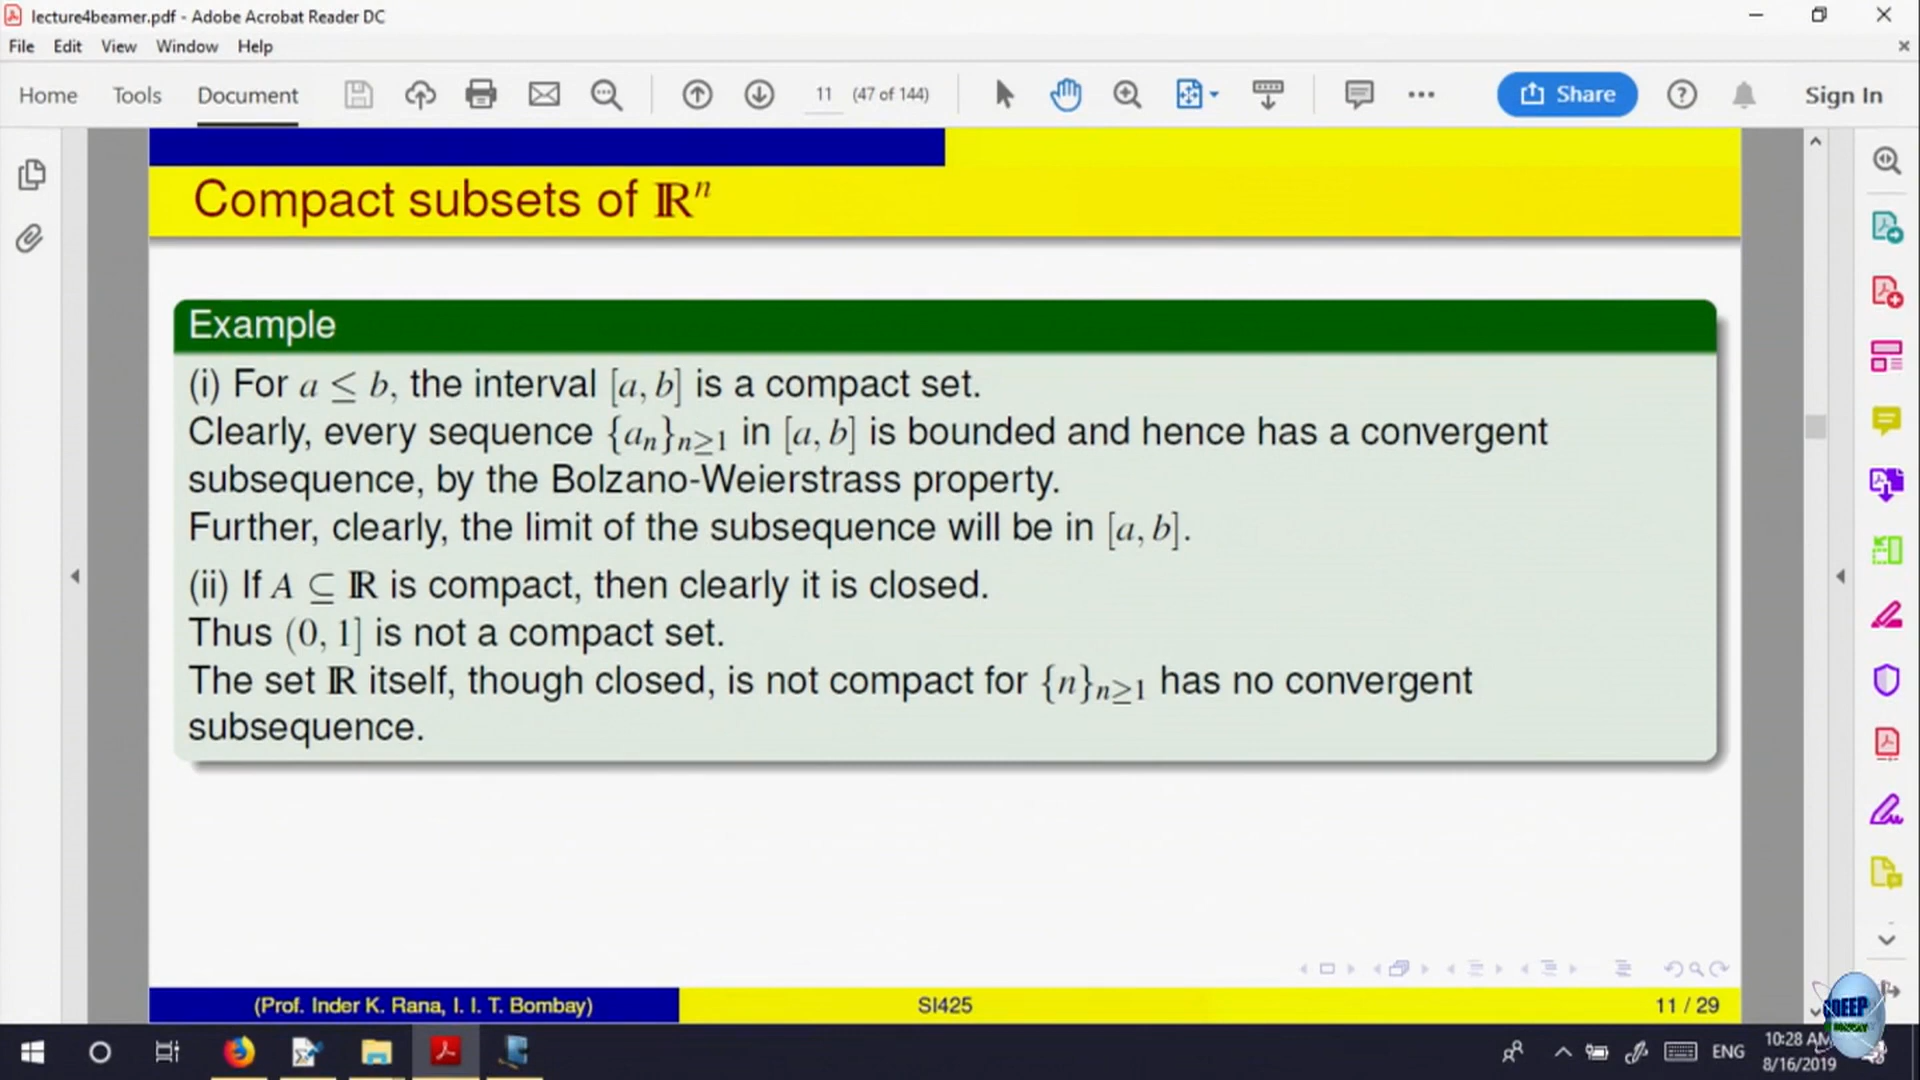 lecture4beamer.pdf - Adobe Acrobat Reader DC
File Edit View Window Help
Home Tools Document 11 (47 of 144) Share Sign In
Compact subsets of ℝⁿ
Example
(i) For a ≤ b, the interval [a, b] is a compact set.
Clearly, every sequence {aₙ}ₙ≥₁ in [a, b] is bounded and hence has a convergent
subsequence, by the Bolzano-Weierstrass property.
Further, clearly, the limit of the subsequence will be in [a, b].
(ii) If A ⊆ ℝ is compact, then clearly it is closed.
Thus (0, 1] is not a compact set.
The set ℝ itself, though closed, is not compact for {n}ₙ≥₁ has no convergent
subsequence.
(Prof. Inder K. Rana, I. I. T. Bombay) SI425 11 / 29
ENG 10:28 AM
8/16/2019